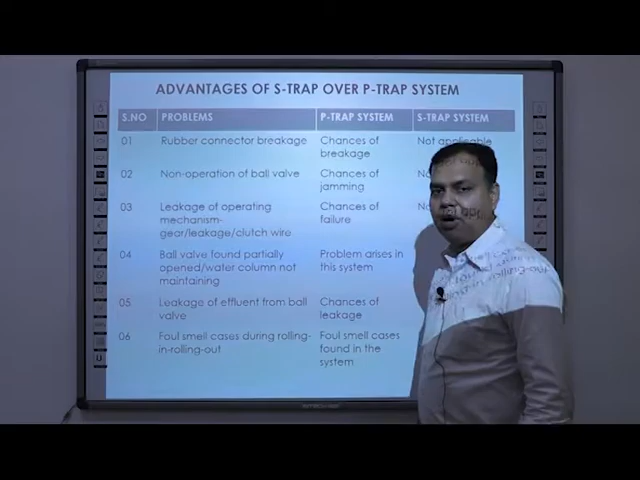 ADVANTAGES OF S-TRAP OVER P-TRAP SYSTEM
S.NO PROBLEMS P-TRAP SYSTEM S-TRAP SYSTEM
01 Rubber connector breakage Chances of breakage Not applicable
02 Non-operation of ball valve Chances of jamming
03 Leakage of operating mechanism-gear/leakage/clutch wire Chances of failure
04 Ball valve found partially opened/water column not maintaining Problem arises in this system
05 Leakage of effluent from ball valve Chances of leakage
06 Foul smell cases during rolling-in-rolling-out Foul smell cases found in the system